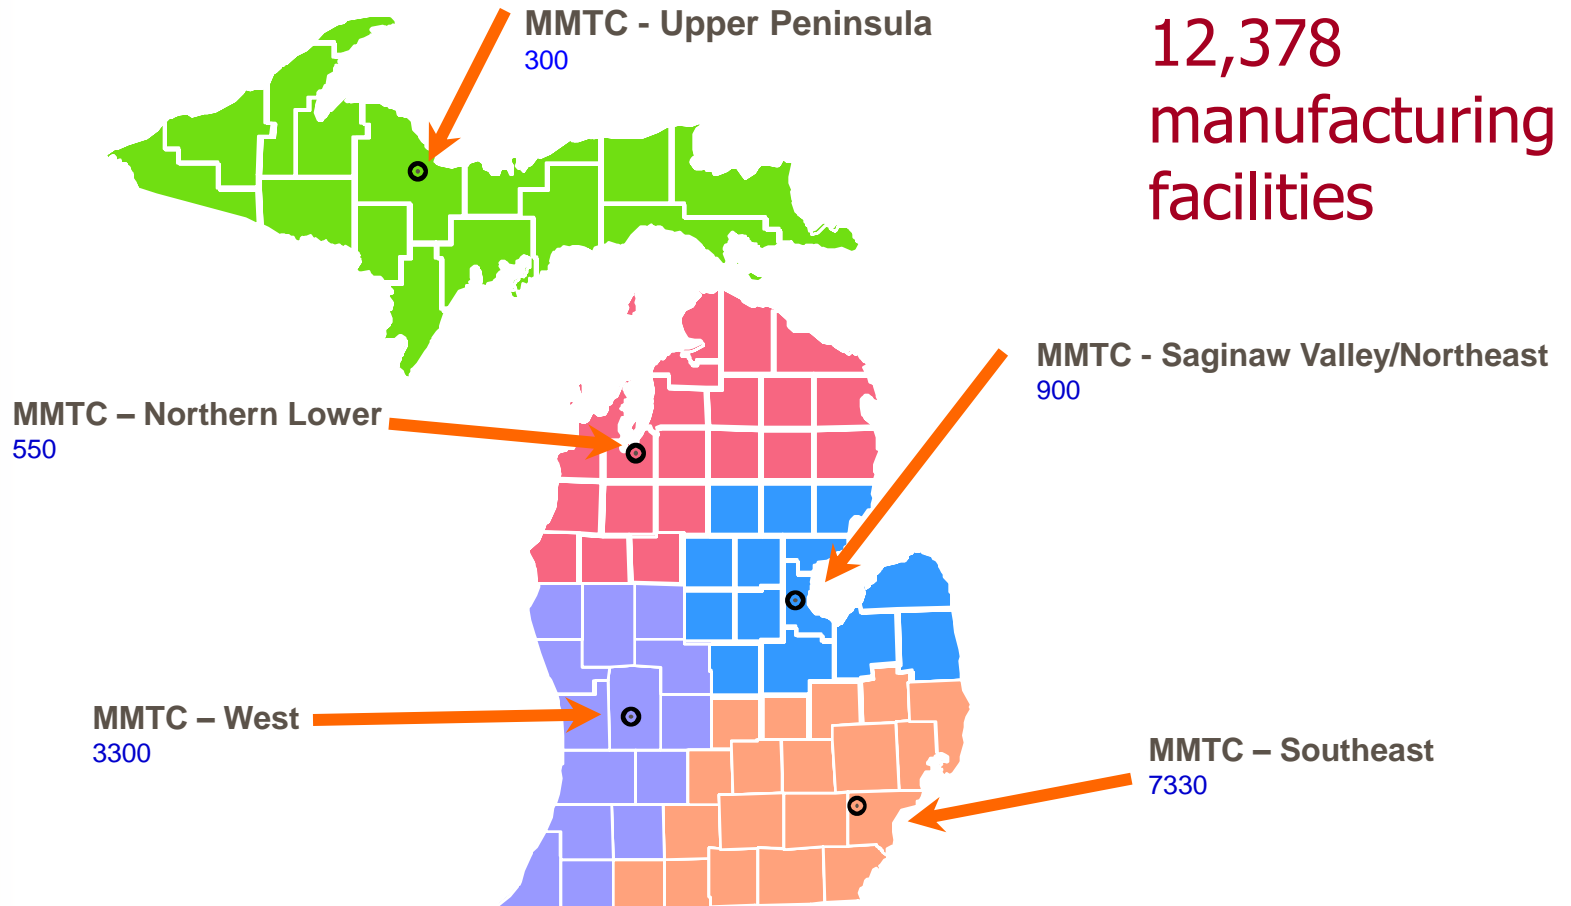 MMTC - Upper Peninsula
300
12,378
manufacturing
facilities
MMTC - Saginaw Valley/Northeast
900
MMTC – Northern Lower
550
MMTC – West
3300
MMTC – Southeast
7330